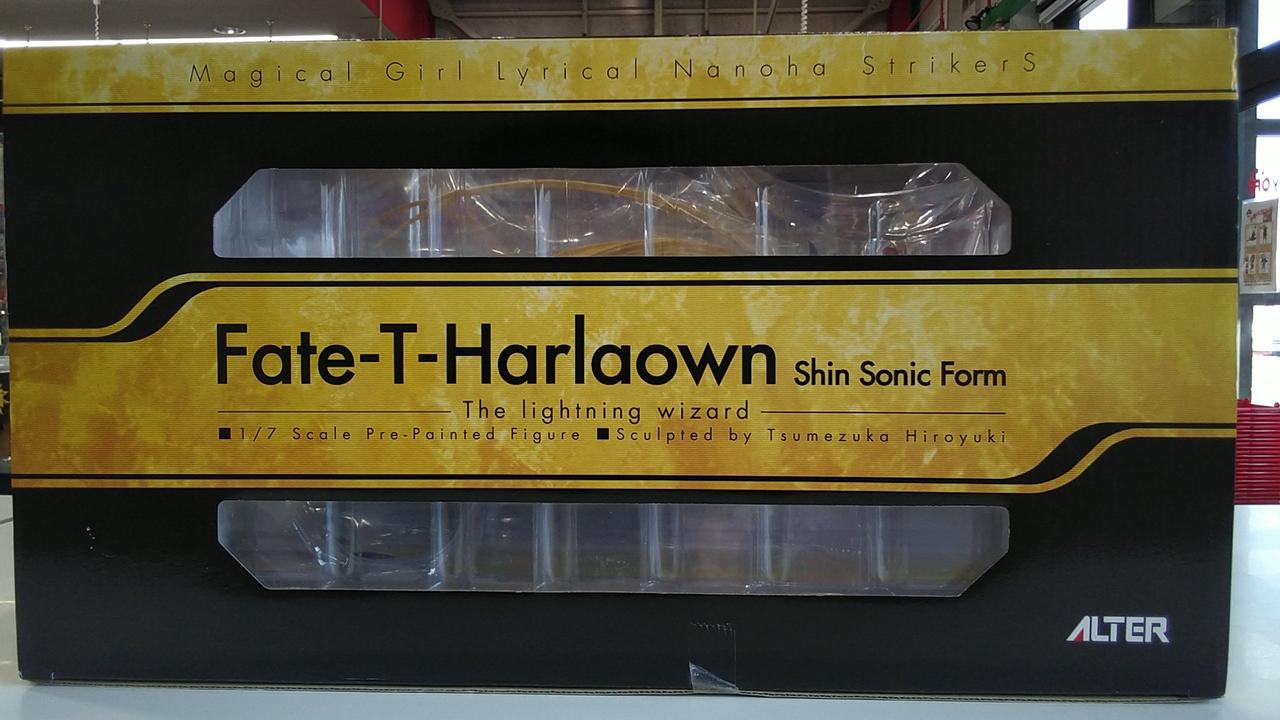 Magical Girl Lyrical Nanoha StrikerS
Fate-T-Harlaown Shin Sonic Form
The lightning wizard
■1/7 Scale Pre-Painted Figure ■Sculpted by Tsumezuka Hiroyuki
ALTER